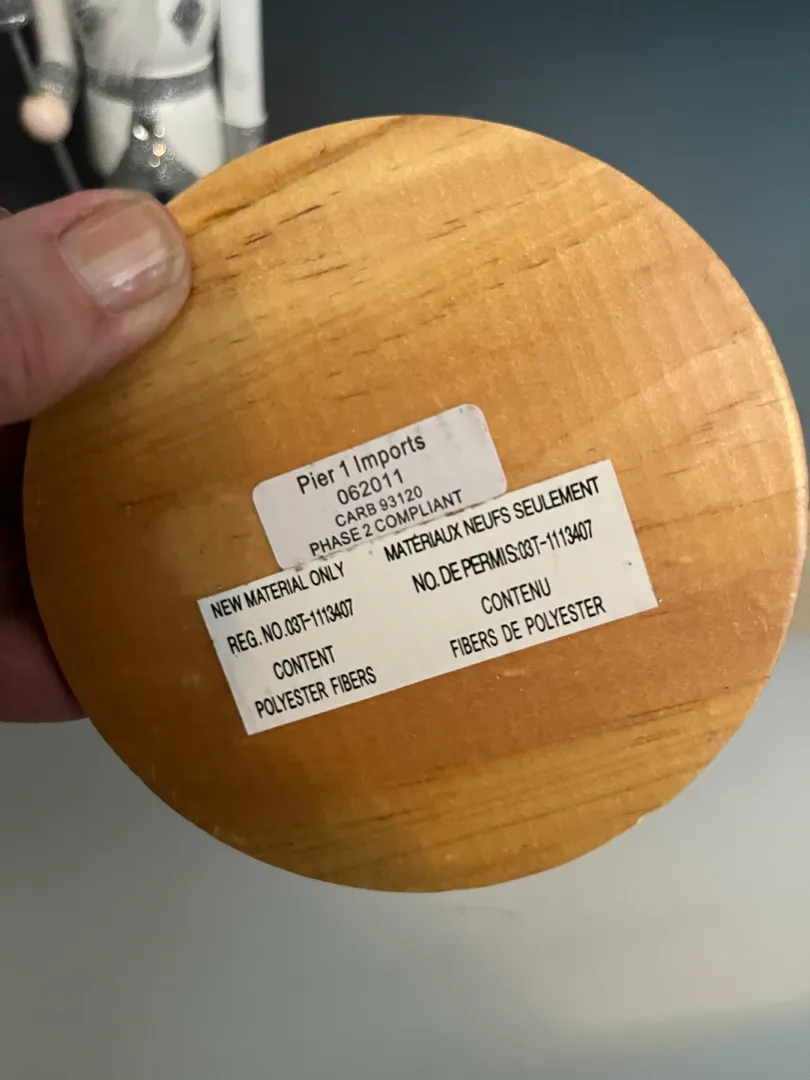 Pier 1 Imports
062011
CARB 93120
PHASE 2 COMPLIANT
NEW MATERIAL ONLY
REG. NO.03T-1113407
CONTENT
POLYESTER FIBERS
MATÉRIAUX NEUFS SEULEMENT
NO. DE PERMIS:03T-1113407
CONTENU
FIBERS DE POLYESTER